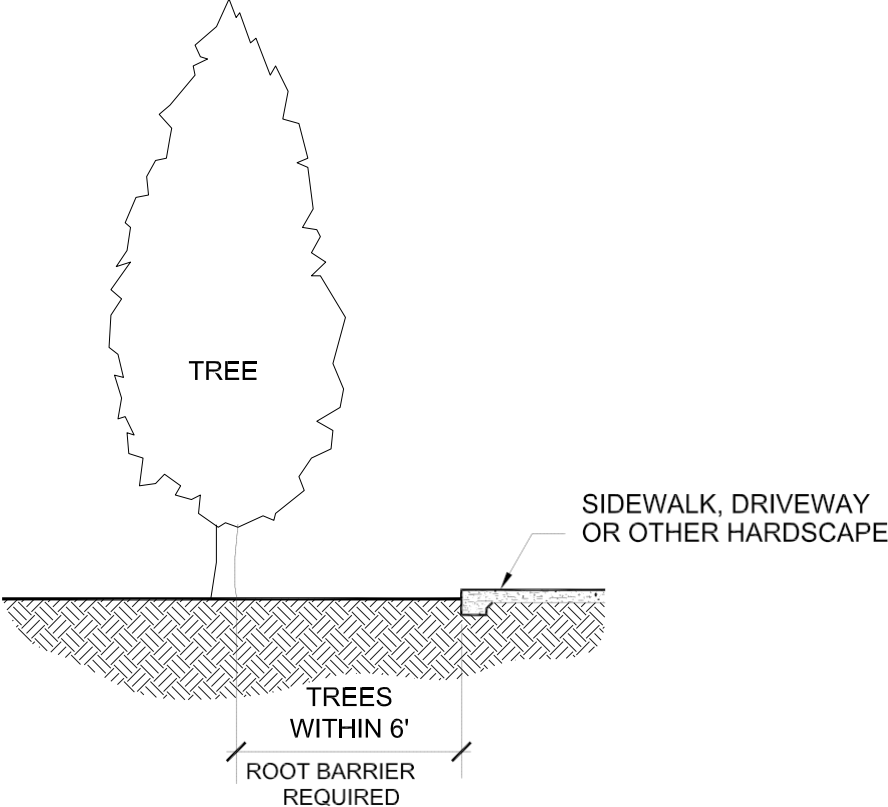 TREE
SIDEWALK, DRIVEWAY
OR OTHER HARDSCAPE
TREES
WITHIN 6'
ROOT BARRIER
REQUIRED